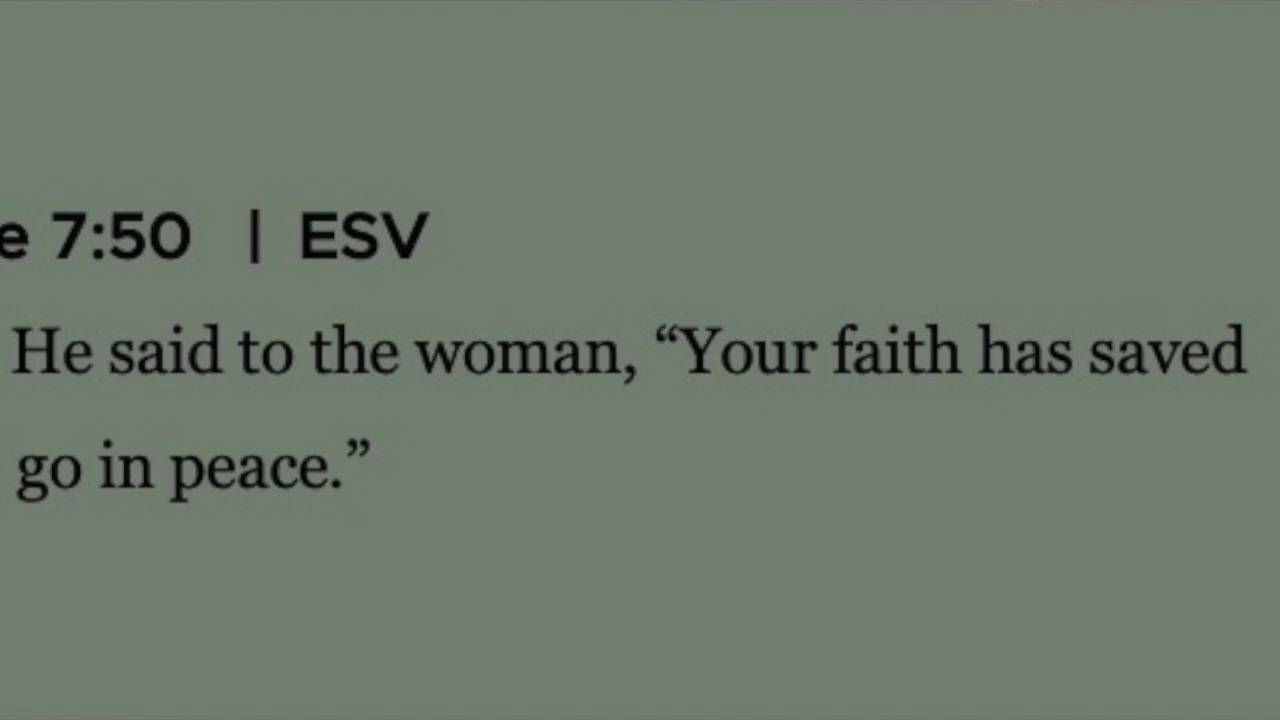 e 7:50 | ESV
He said to the woman, “Your faith has saved
go in peace.”